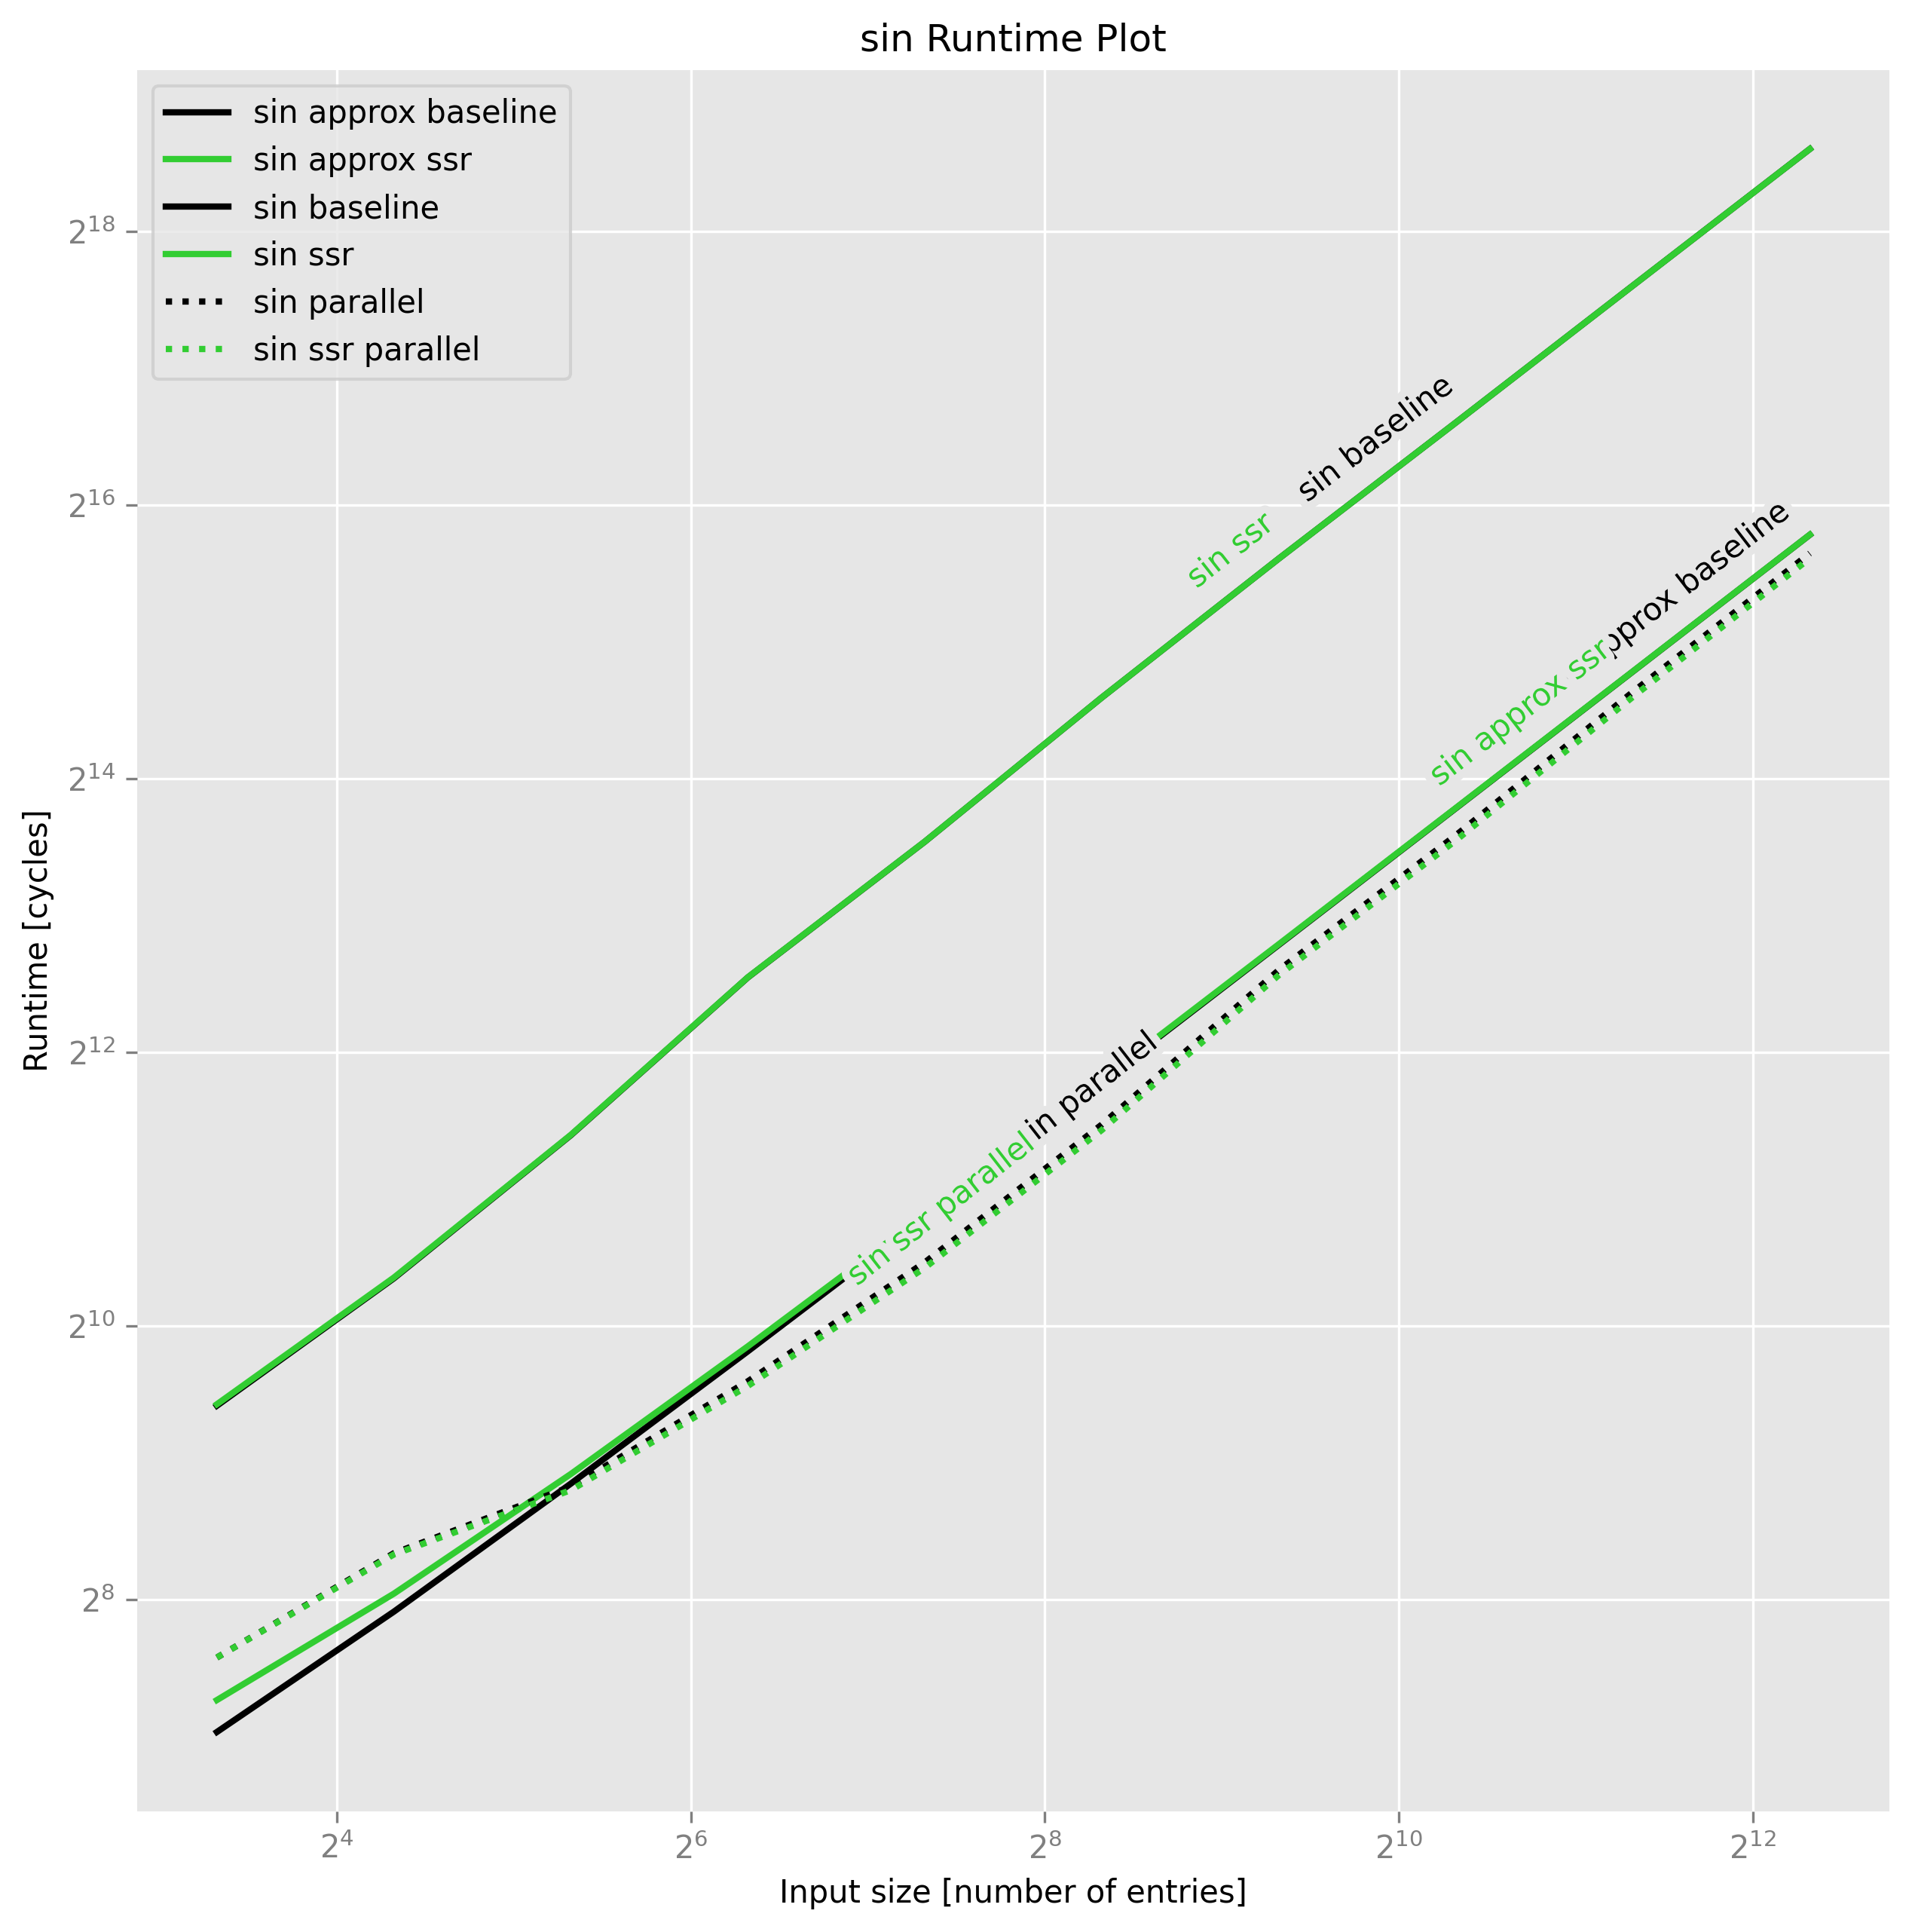 sin Runtime Plot
sin approx baseline
sin approx ssr
sin baseline
sin ssr
sin parallel
sin ssr parallel
2^18
2^16
2^14
2^12
2^10
2^8
Runtime [cycles]
sin baseline
sin ssr
baseline
sin approx ssr
parallel
sin ssr parallel
2^4
2^6
2^8
2^10
2^12
Input size [number of entries]